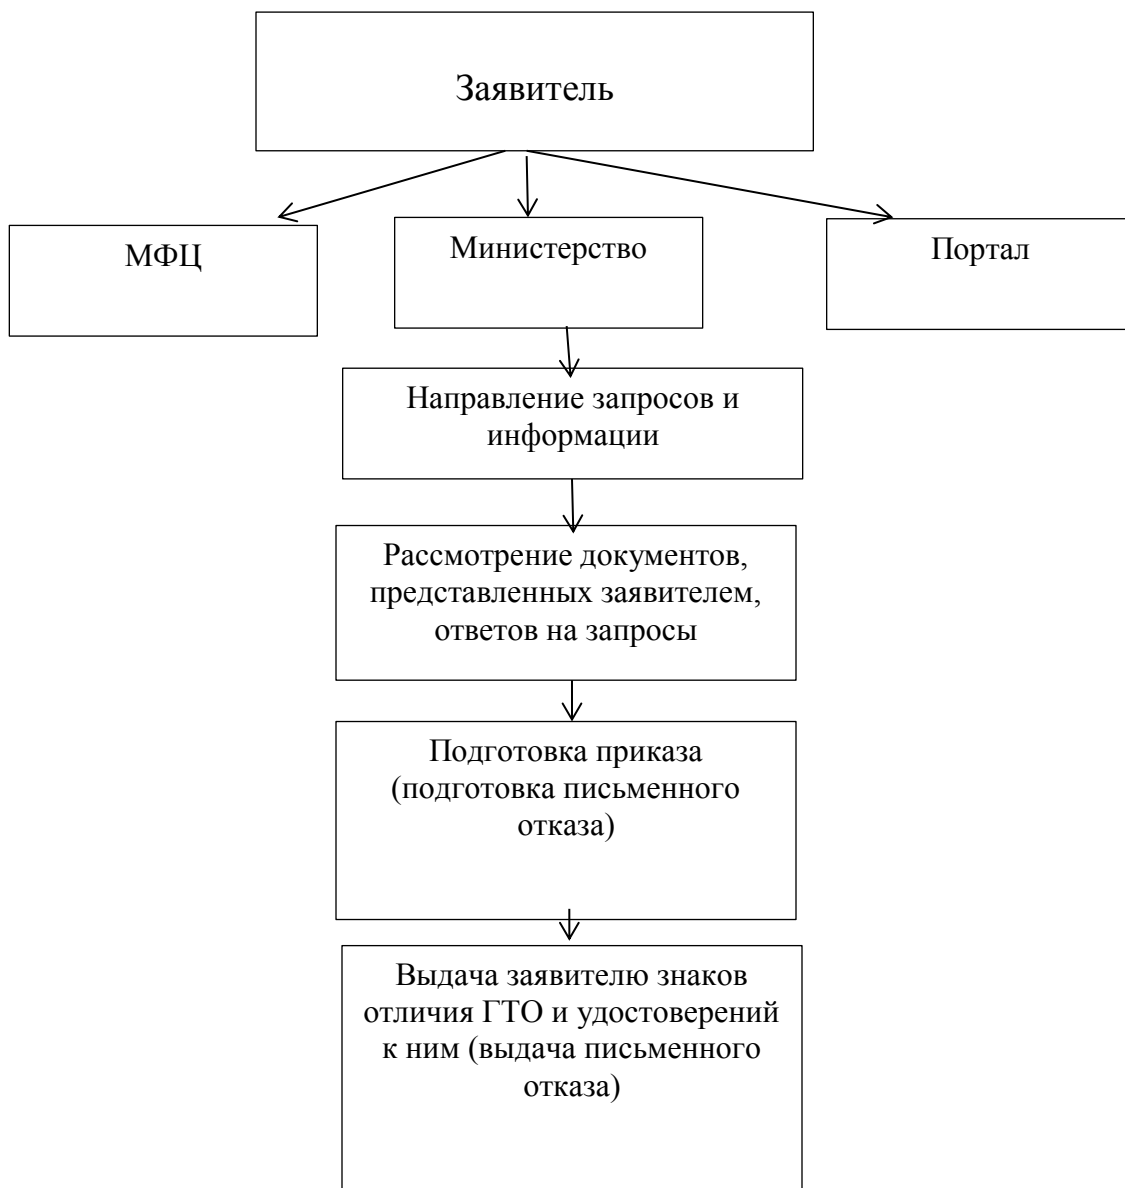 Заявитель
МФЦ
Министерство
Портал
Направление запросов и
информации
Рассмотрение документов,
представленных заявителем,
ответов на запросы
Подготовка приказа
(подготовка письменного
отказа)
Выдача заявителю знаков
отличия ГТО и удостоверений
к ним (выдача письменного
отказа)